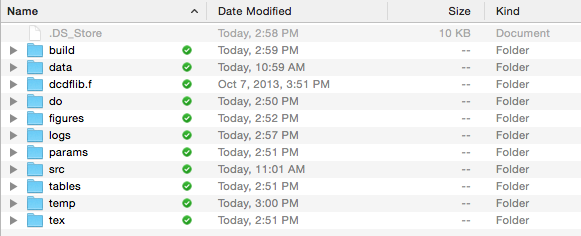 Name Date Modified Size Kind
.DS_Store Today, 2:58 PM 10 KB Document
build Today, 2:59 PM -- Folder
data Today, 10:59 AM -- Folder
dcdflib.f Oct 7, 2013, 3:51 PM -- Folder
do Today, 2:50 PM -- Folder
figures Today, 2:52 PM -- Folder
logs Today, 2:57 PM -- Folder
params Today, 2:51 PM -- Folder
src Today, 11:01 AM -- Folder
tables Today, 2:51 PM -- Folder
temp Today, 3:00 PM -- Folder
tex Today, 2:51 PM -- Folder